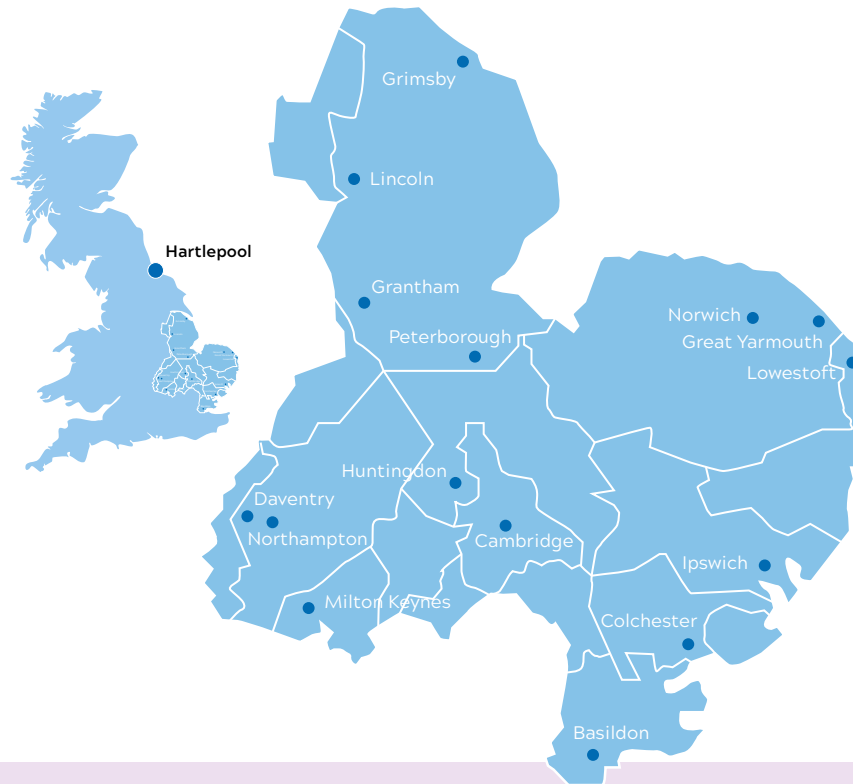 Grimsby
Lincoln
Hartlepool
Grantham
Norwich
Peterborough
Great Yarmouth
Lowestoft
Huntingdon
Daventry
Northampton
Cambridge
Ipswich
Milton Keynes
Colchester
Basildon